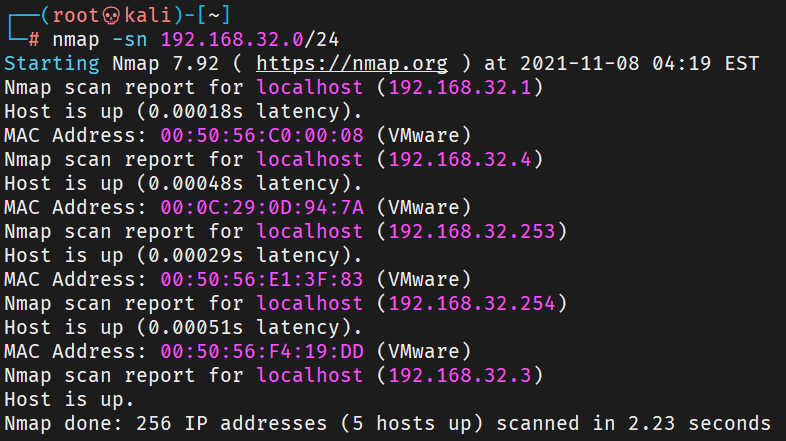 ┌──(root💀kali)-[~]
└─# nmap -sn 192.168.32.0/24
Starting Nmap 7.92 ( https://nmap.org ) at 2021-11-08 04:19 EST
Nmap scan report for localhost (192.168.32.1)
Host is up (0.00018s latency).
MAC Address: 00:50:56:C0:00:08 (VMware)
Nmap scan report for localhost (192.168.32.4)
Host is up (0.00048s latency).
MAC Address: 00:0C:29:0D:94:7A (VMware)
Nmap scan report for localhost (192.168.32.253)
Host is up (0.00029s latency).
MAC Address: 00:50:56:E1:3F:83 (VMware)
Nmap scan report for localhost (192.168.32.254)
Host is up (0.00051s latency).
MAC Address: 00:50:56:F4:19:DD (VMware)
Nmap scan report for localhost (192.168.32.3)
Host is up.
Nmap done: 256 IP addresses (5 hosts up) scanned in 2.23 seconds